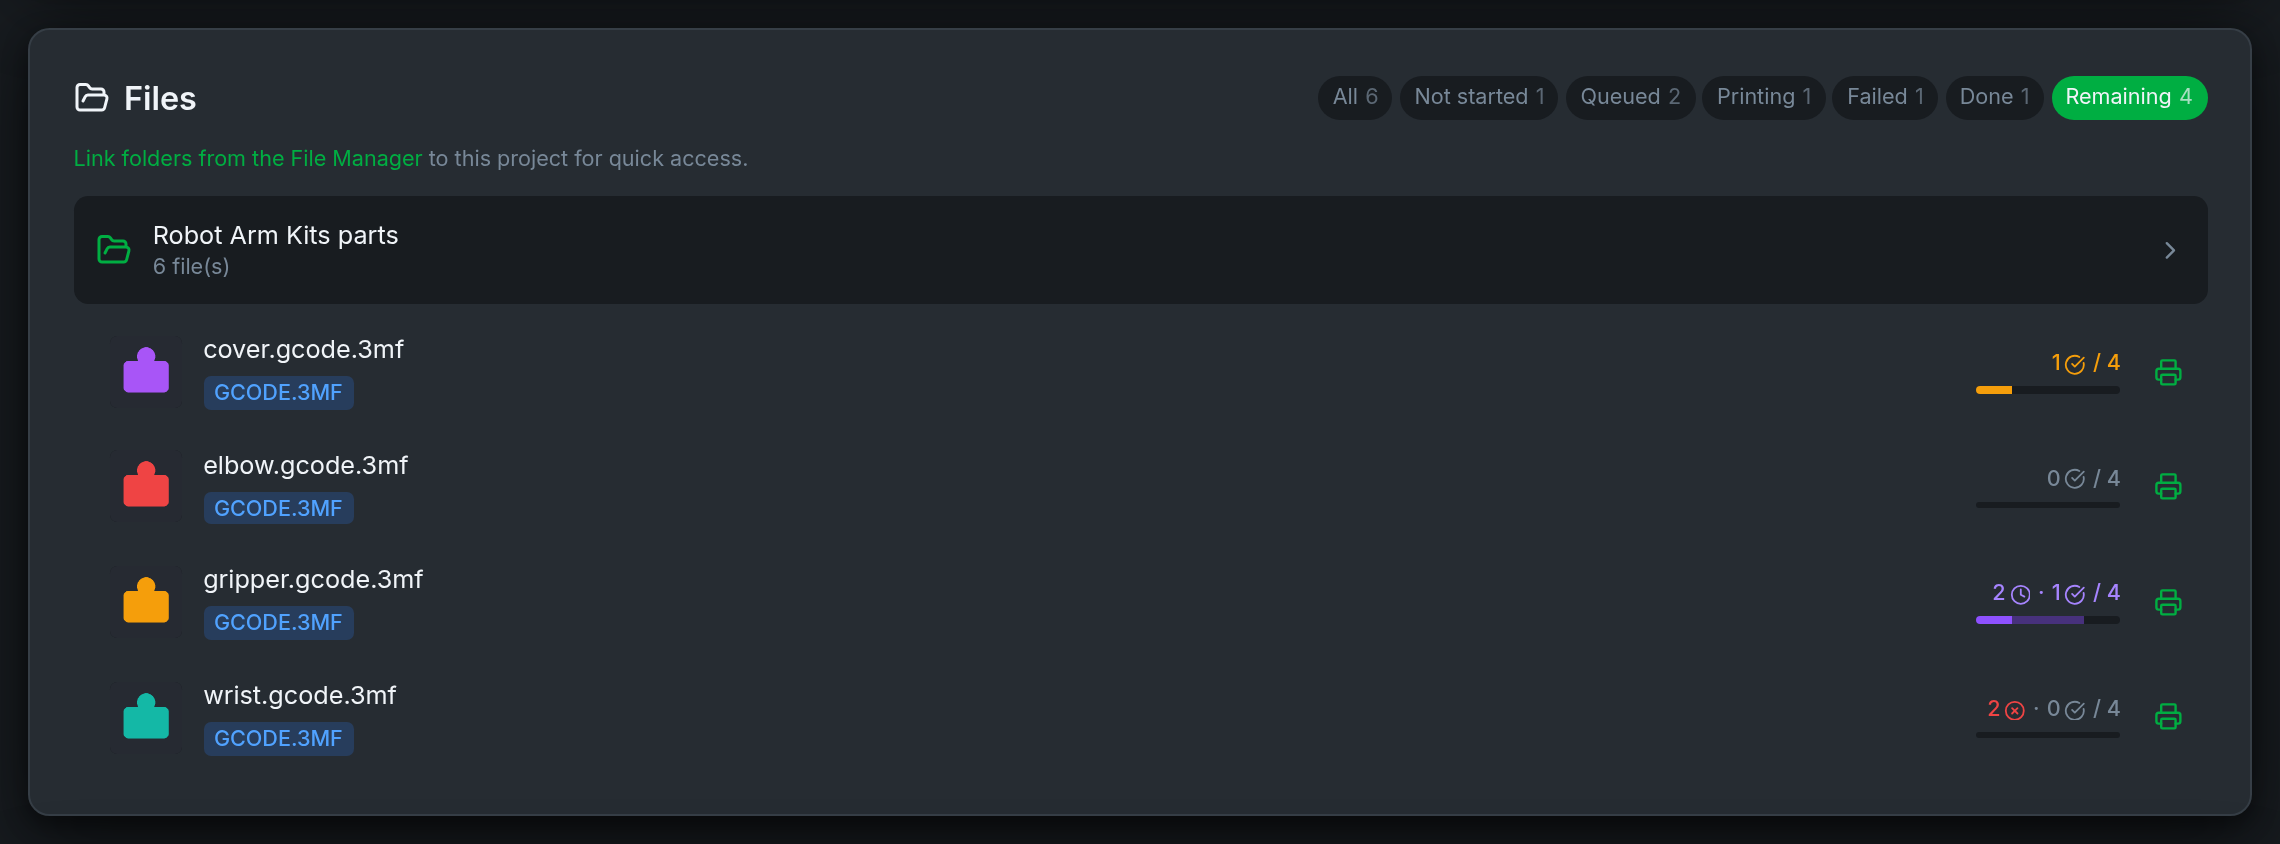 Files
All 6 Not started 1 Queued 2 Printing 1 Failed 1 Done 1 Remaining 4
Link folders from the File Manager to this project for quick access.
Robot Arm Kits parts
6 file(s)
cover.gcode.3mf
GCODE.3MF
1 / 4
elbow.gcode.3mf
GCODE.3MF
0 / 4
gripper.gcode.3mf
GCODE.3MF
2 · 1 / 4
wrist.gcode.3mf
GCODE.3MF
2 · 0 / 4